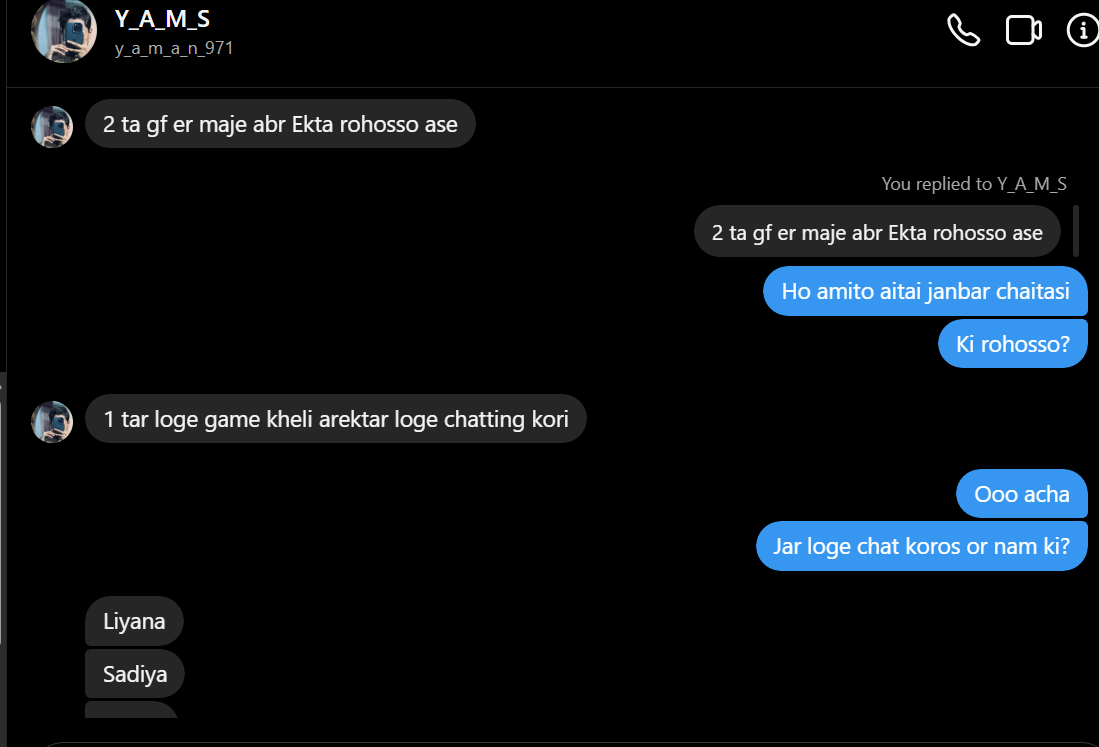 Y_A_M_S
y_a_m_a_n_971
2 ta gf er maje abr Ekta rohosso ase
You replied to Y_A_M_S
2 ta gf er maje abr Ekta rohosso ase
Ho amito aitai janbar chaitasi
Ki rohosso?
1 tar loge game kheli arektar loge chatting kori
Ooo acha
Jar loge chat koros or nam ki?
Liyana
Sadiya